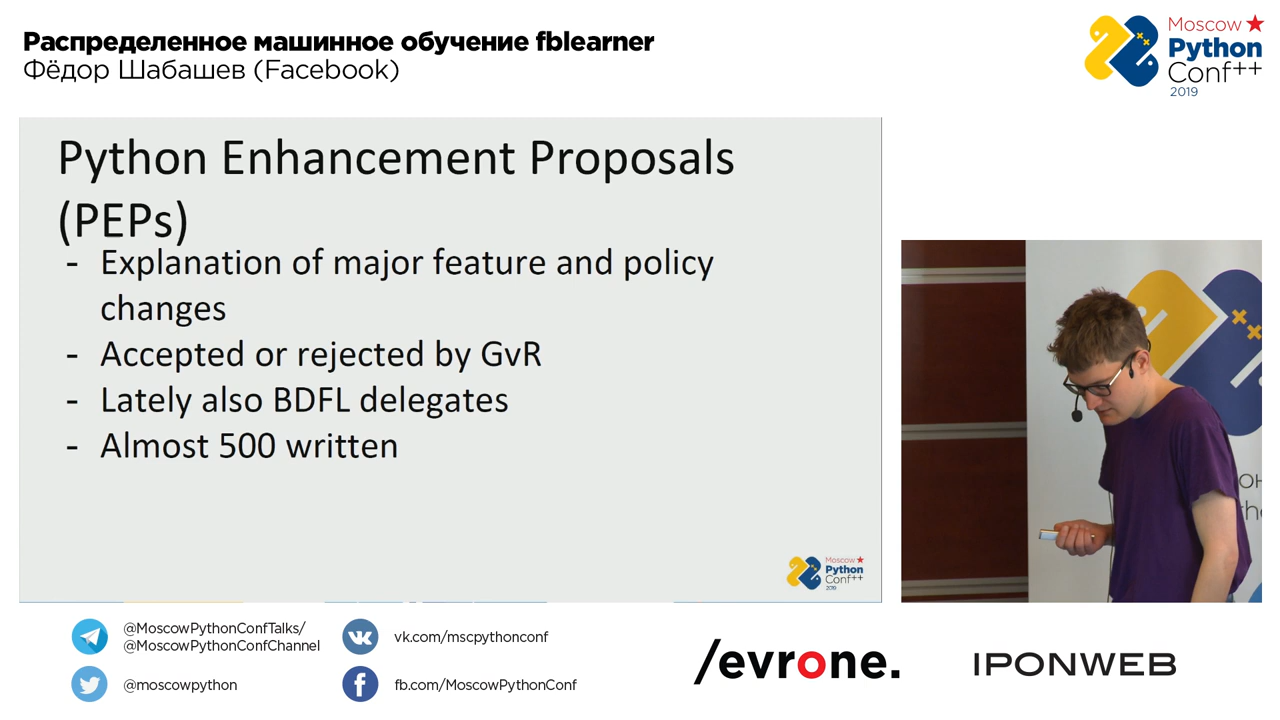 Распределенное машинное обучение fblearner
Фёдор Шабашев (Facebook)
Moscow
Python
Conf++
2019
Python Enhancement Proposals
(PEPs)
- Explanation of major feature and policy
changes
- Accepted or rejected by GvR
- Lately also BDFL delegates
- Almost 500 written
Moscow
Python
Conf++
2019
@MoscowPythonConfTalks/
@MoscowPythonConfChannel
vk.com/mscpythonconf
@moscowpython
fb.com/MoscowPythonConf
/evrone.
IPONWEB